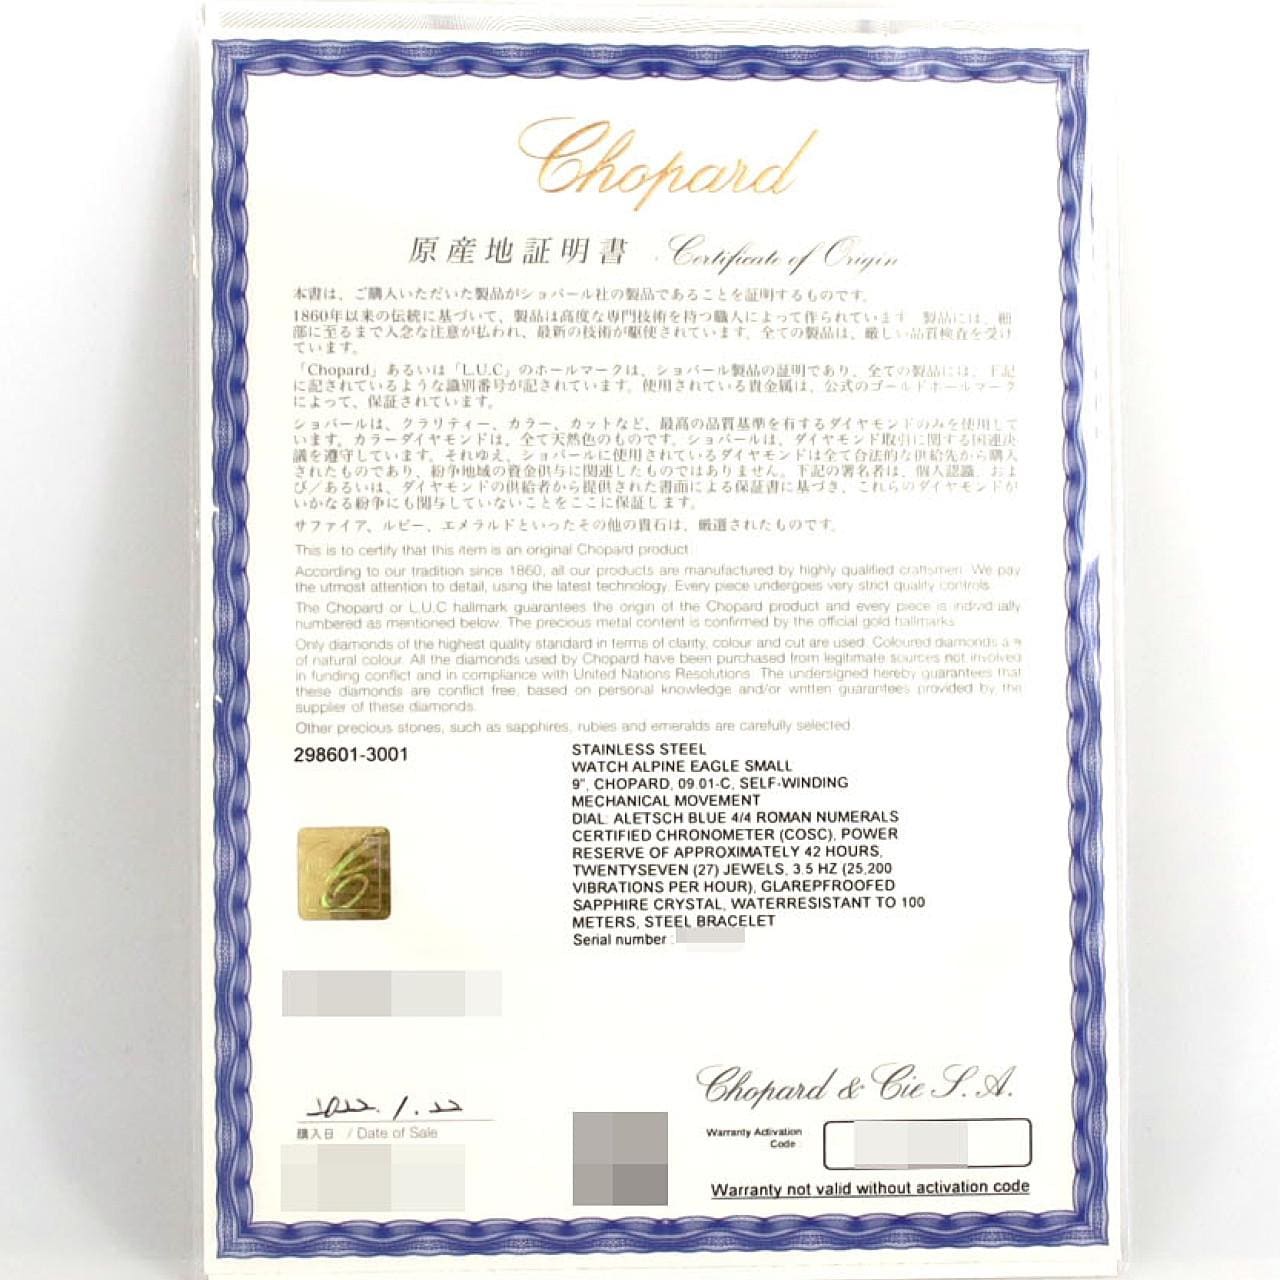 Chopard
原産地証明書 Certificate of Origin
本書は、ご購入いただいた製品がショパール社の製品であることを証明するものです。
1860年以来の伝統に基づいて、製品は高度な専門技術を持つ職人によって作られています 製品には、細
部に至るまで入念な注意が払われ、最新の技術が駆使されています。全ての製品は、厳しい品質検査を受け
ています。
「Chopard」あるいは「L.U.C」のホールマークは、ショパール製品の証明であり、全ての製品には、下記
に記されているような識別番号が記されています。使用されている貴金属は、公式のゴールドホールマーク
によって、保証されています。
ショパールは、クラリティー、カラー、カットなど、最高の品質基準を有するダイヤモンドのみを使用して
います。カラーダイヤモンドは、全て天然色のものです。ショパールは、ダイヤモンド取引に関する国連決
議を遵守しています。それゆえ、ショパールに使用されているダイヤモンドは全て合法的な供給先から購入
されたものであり、紛争地域の資金供与に関連したものではありません。下記の署名者は、個人認識、およ
び／あるいは、ダイヤモンドの供給者から提供された書面による保証書に基づき、これらのダイヤモンドが
いかなる紛争にも関与していないことをここに保証します。
サファイア、ルビー、エメラルドといったその他の貴石は、厳選されたものです。
This is to certify that this item is an original Chopard product.
According to our tradition since 1860, all our products are manufactured by highly qualified craftsmen. We pay
the utmost attention to detail, using the latest technology. Every piece undergoes very strict quality controls.
The Chopard or L.U.C hallmark guarantees the origin of the Chopard product and every piece is individually
numbered as mentioned below. The precious metal content is confirmed by the official gold hallmarks.
Only diamonds of the highest quality standard in terms of clarity, colour and cut are used. Coloured diamonds are
of natural colour. All the diamonds used by Chopard have been purchased from legitimate sources not involved
in funding conflict and in compliance with United Nations Resolutions. The undersigned hereby guarantees that
these diamonds are conflict free, based on personal knowledge and/or written guarantees provided by the
supplier of these diamonds.
Other precious stones, such as sapphires, rubies and emeralds are carefully selected.
298601-3001
STAINLESS STEEL
WATCH ALPINE EAGLE SMALL
9", CHOPARD, 09.01-C, SELF-WINDING
MECHANICAL MOVEMENT
DIAL: ALETSCH BLUE 4/4 ROMAN NUMERALS
CERTIFIED CHRONOMETER (COSC), POWER
RESERVE OF APPROXIMATELY 42 HOURS,
TWENTYSEVEN (27) JEWELS, 3.5 HZ (25,200
VIBRATIONS PER HOUR), GLAREPFROOFED
SAPPHIRE CRYSTAL, WATERRESISTANT TO 100
METERS, STEEL BRACELET
Serial number :
Chopard & Cie S.A.
2022.1.22
購入日 / Date of Sale
Warranty Activation
Code
Warranty not valid without activation code